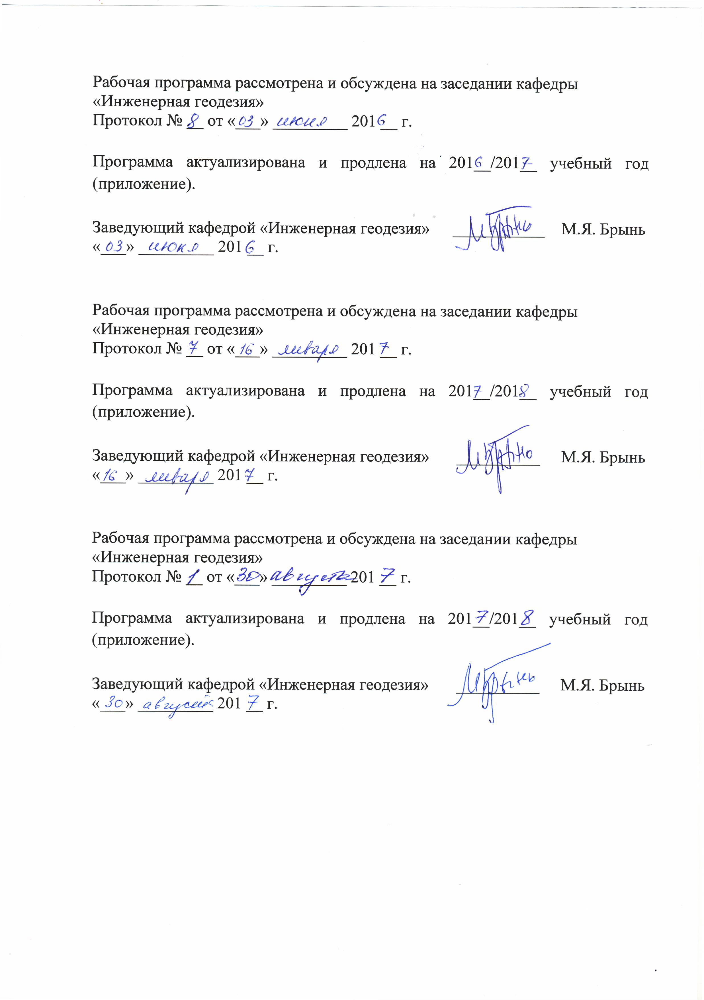 Рабочая программа рассмотрена и обсуждена на заседании кафедры
«Инженерная геодезия»
Протокол № 8 от «03» июня 2016 г.
Программа актуализирована и продлена на 2016/2017 учебный год
(приложение).
Заведующий кафедрой «Инженерная геодезия» МБрынь М.Я. Брынь
«03» июня 2016 г.
Рабочая программа рассмотрена и обсуждена на заседании кафедры
«Инженерная геодезия»
Протокол № 7 от «16» января 2017 г.
Программа актуализирована и продлена на 2017/2018 учебный год
(приложение).
Заведующий кафедрой «Инженерная геодезия» МБрынь М.Я. Брынь
«16» января 2017 г.
Рабочая программа рассмотрена и обсуждена на заседании кафедры
«Инженерная геодезия»
Протокол № 1 от «30» августа 2017 г.
Программа актуализирована и продлена на 2017/2018 учебный год
(приложение).
Заведующий кафедрой «Инженерная геодезия» МБрынь М.Я. Брынь
«30» августа 2017 г.